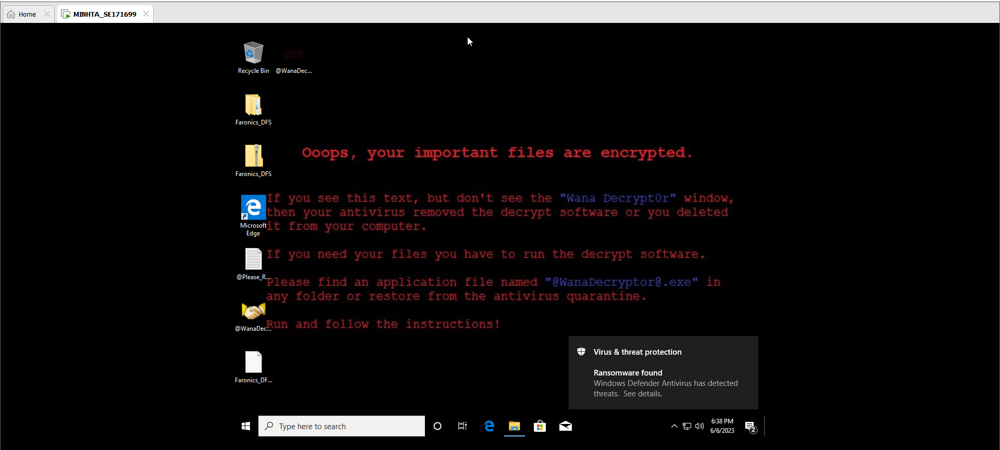 Home
MINHTA_SE171699
Recycle Bin
@WanaDec...
Faronics_DFS
Faronics_DFS
Microsoft
Edge
@Please_R...
@WanaDec...
Faronics_DF...
Ooops, your important files are encrypted.
If you see this text, but don't see the "Wana Decrypt0r" window,
then your antivirus removed the decrypt software or you deleted
it from your computer.
If you need your files you have to run the decrypt software.
Please find an application file named "@WanaDecryptor@.exe" in
any folder or restore from the antivirus quarantine.
Run and follow the instructions!
Virus & threat protection
Ransomware found
Windows Defender Antivirus has detected
threats.  See details.
Type here to search
6:38 PM
6/6/2023
2